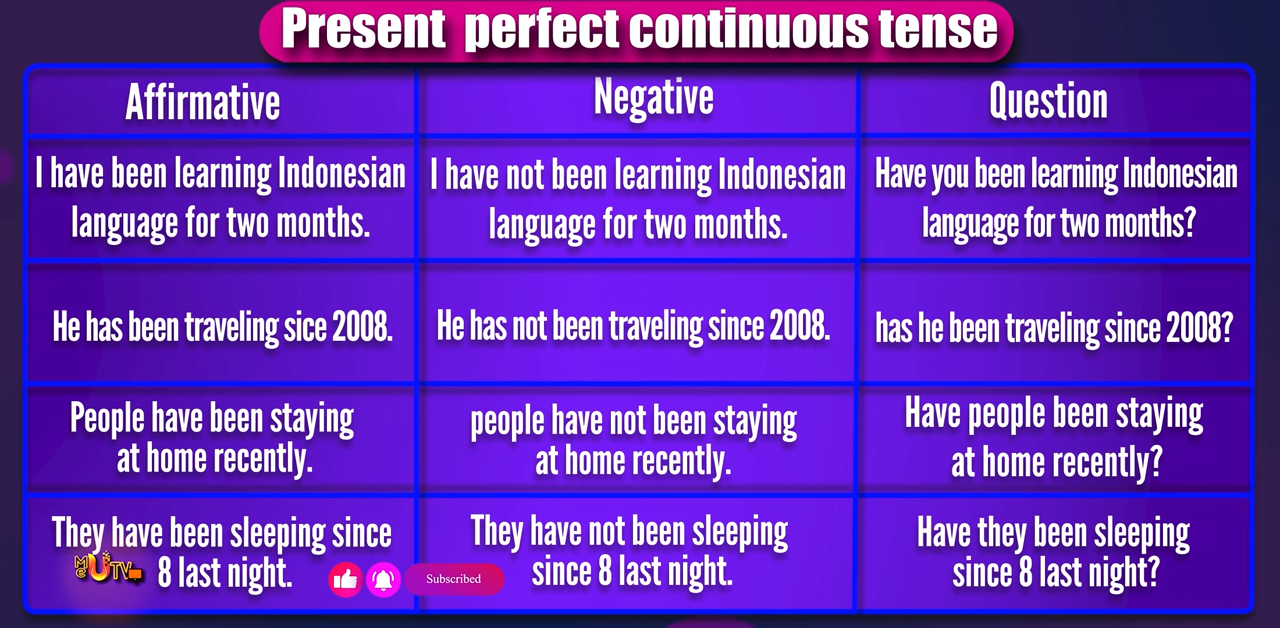 Present perfect continuous tense
Affirmative
Negative
Question
I have been learning Indonesian
language for two months.
I have not been learning Indonesian
language for two months.
Have you been learning Indonesian
language for two months?
He has been traveling sice 2008.
He has not been traveling since 2008.
has he been traveling since 2008?
People have been staying
at home recently.
people have not been staying
at home recently.
Have people been staying
at home recently?
They have been sleeping since
8 last night.
They have not been sleeping
since 8 last night.
Have they been sleeping
since 8 last night?
Me UTV
Subscribed